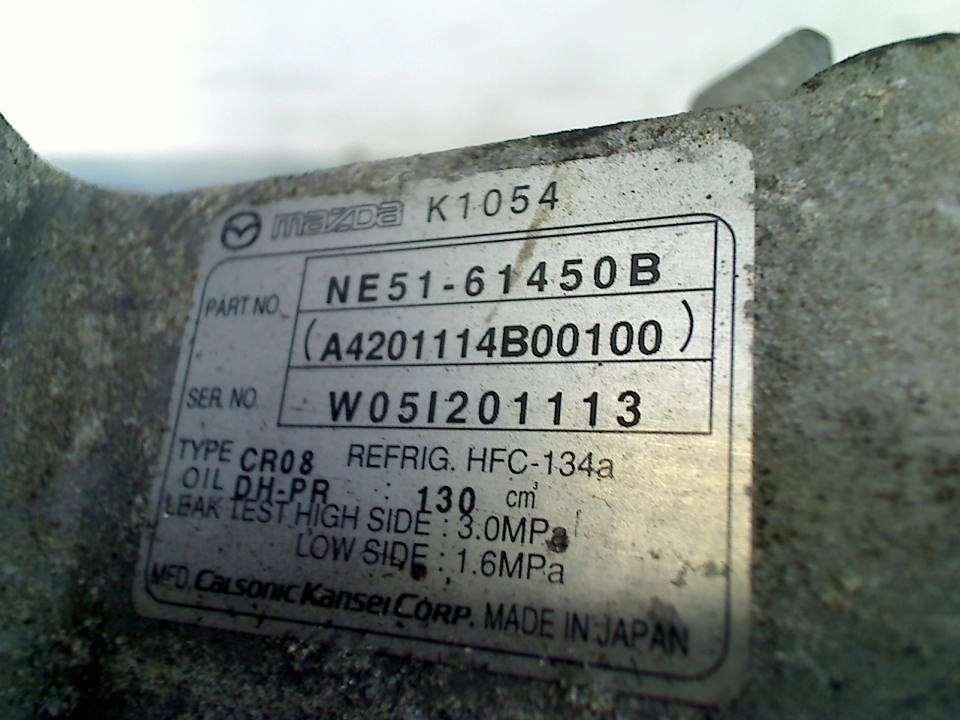 mazda K1054
PART NO. NE51-61450B
(A4201114B00100)
SER. NO. W05I201113
TYPE CR08 REFRIG. HFC-134a
OIL DH-PR : 130 cm³
LEAK TEST HIGH SIDE : 3.0MPa
LOW SIDE : 1.6MPa
MFD. CALSONIC KANSEI CORP. MADE IN JAPAN